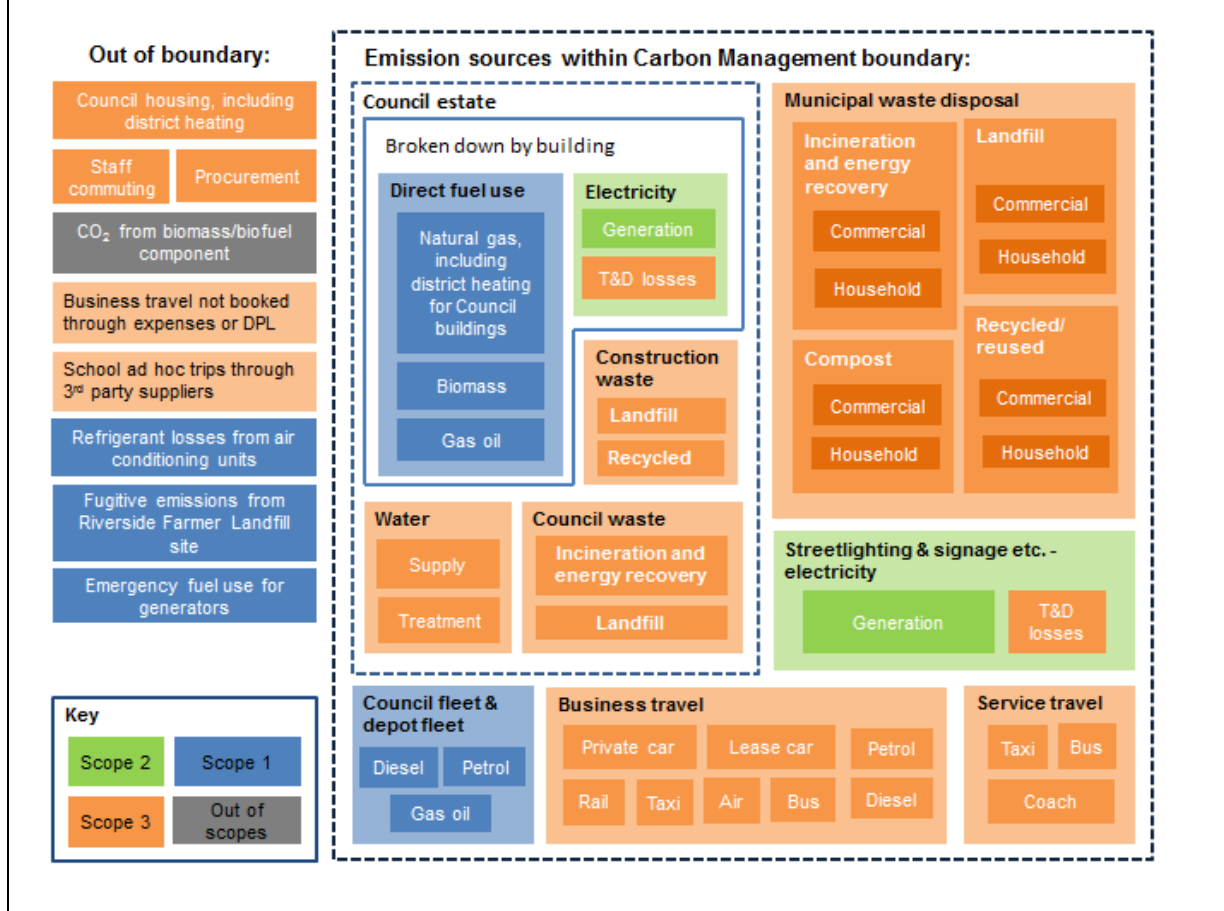 Out of boundary:
Council housing, including
district heating
Staff
commuting
Procurement
CO₂ from biomass/biofuel
component
Business travel not booked
through expenses or DPL
School ad hoc trips through
3rd party suppliers
Refrigerant losses from air
conditioning units
Fugitive emissions from
Riverside Farmer Landfill
site
Emergency fuel use for
generators
Key
Scope 2
Scope 1
Scope 3
Out of
scopes
Emission sources within Carbon Management boundary:
Council estate
Broken down by building
Direct fuel use
Natural gas,
including
district heating
for Council
buildings
Biomass
Gas oil
Electricity
Generation
T&D losses
Construction
waste
Landfill
Recycled
Water
Supply
Treatment
Council waste
Incineration and
energy recovery
Landfill
Municipal waste disposal
Incineration
and energy
recovery
Commercial
Household
Landfill
Commercial
Household
Compost
Commercial
Household
Recycled/
reused
Commercial
Household
Streetlighting & signage etc. -
electricity
Generation
T&D
losses
Council fleet &
depot fleet
Diesel
Petrol
Gas oil
Business travel
Private car
Lease car
Petrol
Rail
Taxi
Air
Bus
Diesel
Service travel
Taxi
Bus
Coach